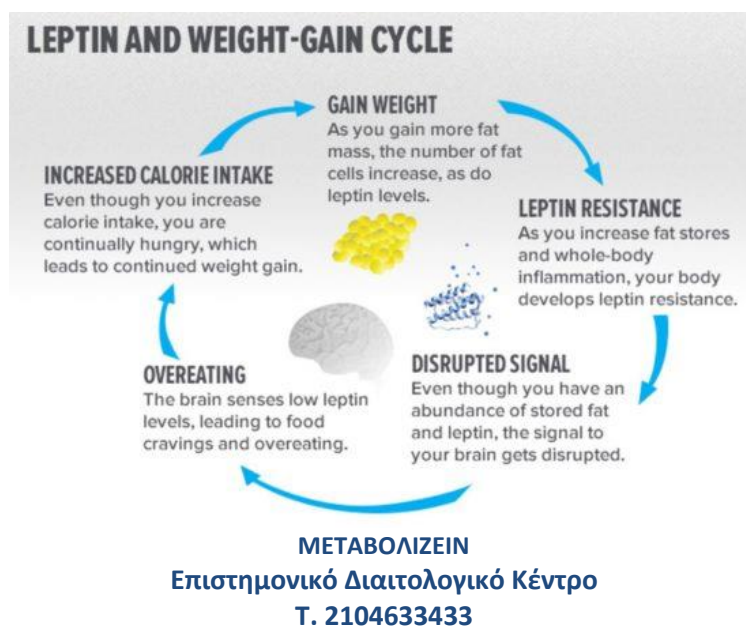 LEPTIN AND WEIGHT-GAIN CYCLE
GAIN WEIGHT
As you gain more fat
mass, the number of fat
cells increase, as do
leptin levels.
LEPTIN RESISTANCE
As you increase fat stores
and whole-body
inflammation, your body
develops leptin resistance.
DISRUPTED SIGNAL
Even though you have an
abundance of stored fat
and leptin, the signal to
your brain gets disrupted.
OVEREATING
The brain senses low leptin
levels, leading to food
cravings and overeating.
INCREASED CALORIE INTAKE
Even though you increase
calorie intake, you are
continually hungry, which
leads to continued weight gain.
ΜΕΤΑΒΟΛΙΖΕΙΝ
Επιστημονικό Διαιτολογικό Κέντρο
Τ. 2104633433